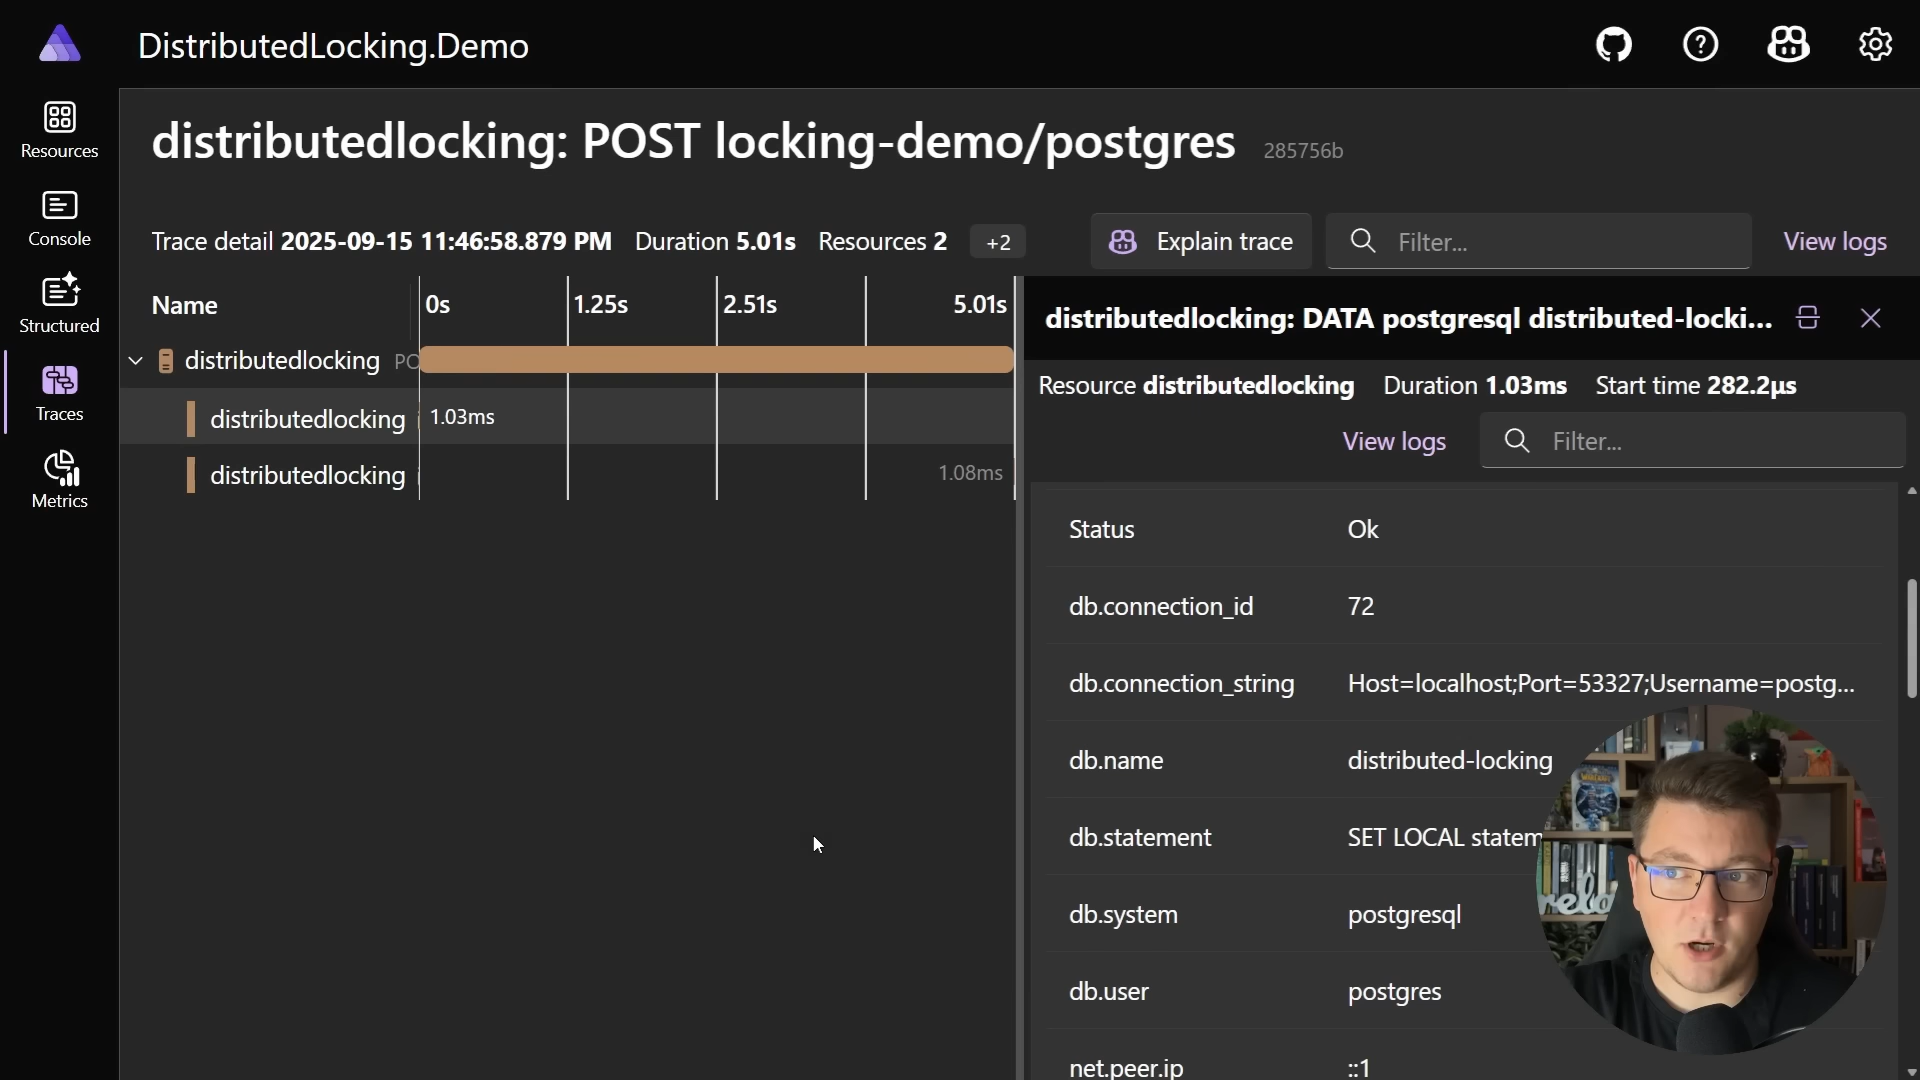 DistributedLocking.Demo
Resources
Console
Structured
Traces
Metrics
distributedlocking: POST locking-demo/postgres 285756b
Trace detail 2025-09-15 11:46:58.879 PM Duration 5.01s Resources 2 +2
Explain trace
Filter...
View logs
Name 0s 1.25s 2.51s 5.01s
distributedlocking PO
distributedlocking 1.03ms
distributedlocking 1.08ms
distributedlocking: DATA postgresql distributed-locki...
Resource distributedlocking Duration 1.03ms Start time 282.2µs
View logs
Filter...
Status Ok
db.connection_id 72
db.connection_string Host=localhost;Port=53327;Username=postg...
db.name distributed-locking
db.statement SET LOCAL statem
db.system postgresql
db.user postgres
net.peer.ip ::1